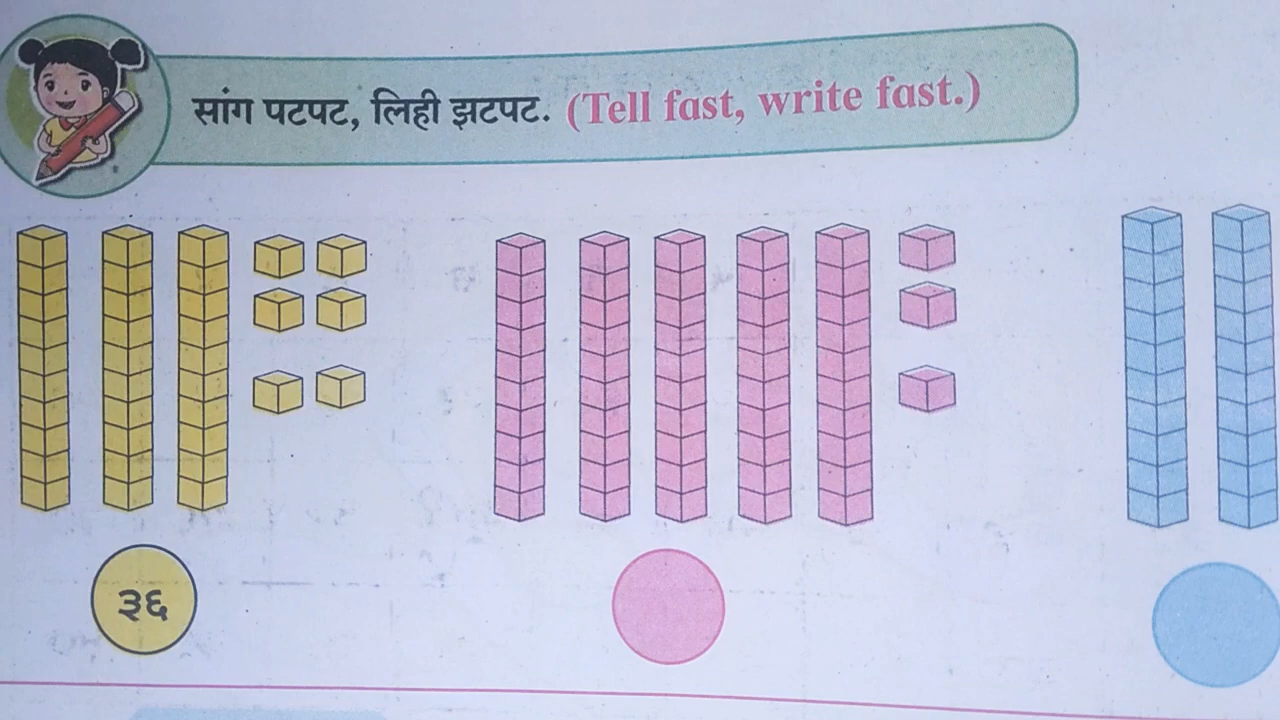 सांग पटपट, लिही झटपट. (Tell fast, write fast.)
३६